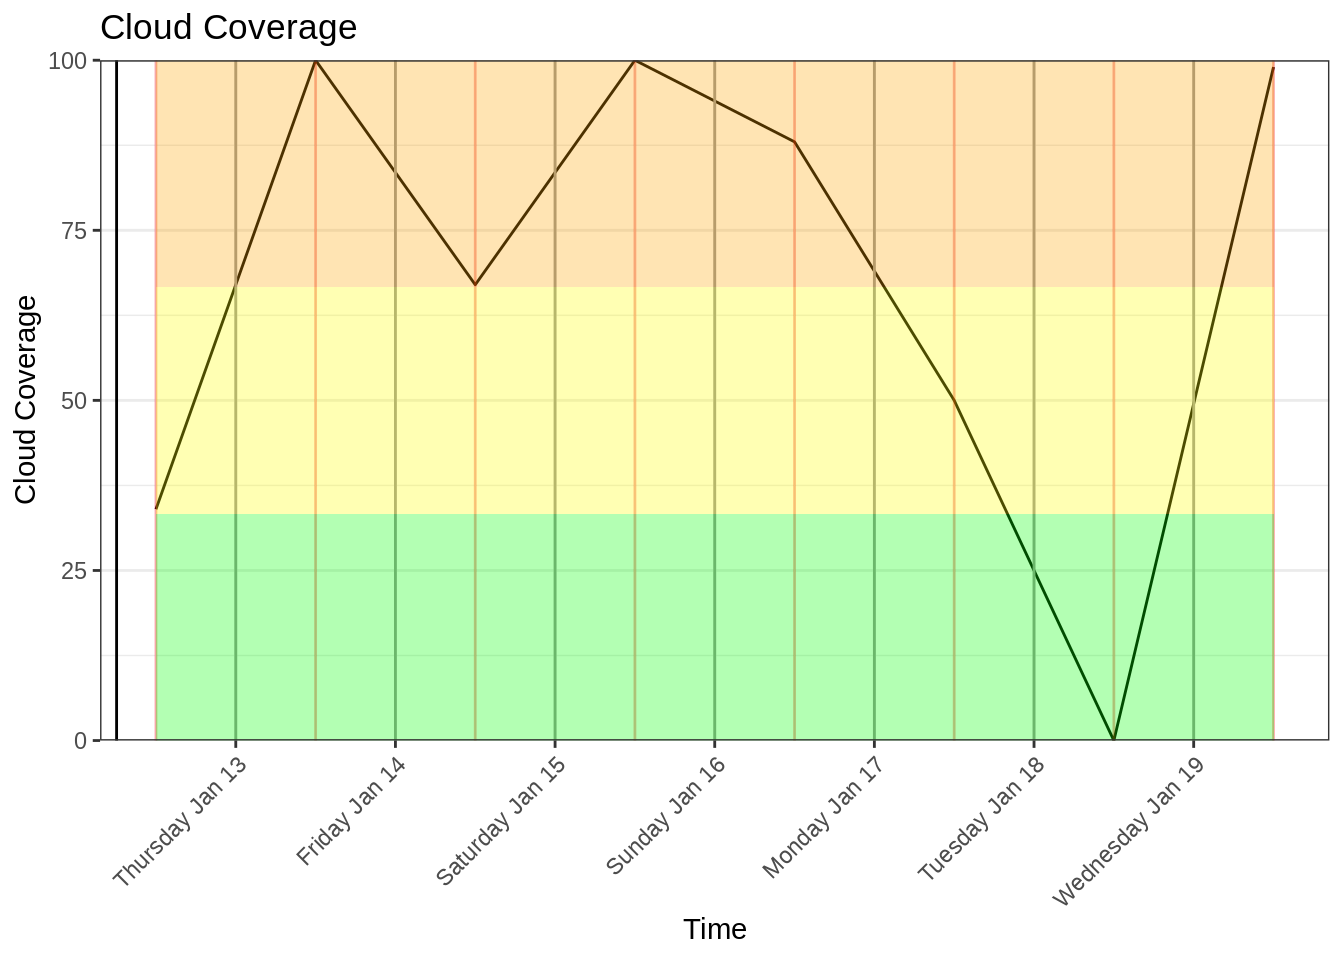 Cloud Coverage
Cloud Coverage
100
75
50
25
0
Thursday Jan 13
Friday Jan 14
Saturday Jan 15
Sunday Jan 16
Monday Jan 17
Tuesday Jan 18
Wednesday Jan 19
Time